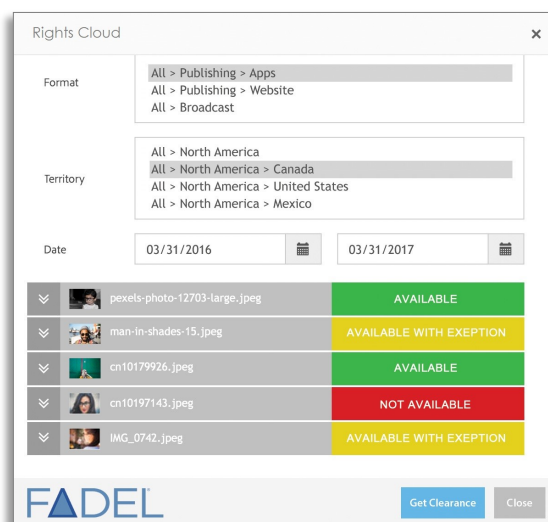 Rights Cloud ×
Format
All > Publishing > Apps
All > Publishing > Website
All > Broadcast
Territory
All > North America
All > North America > Canada
All > North America > United States
All > North America > Mexico
Date 03/31/2016 03/31/2017
pexels-photo-12703-large.jpeg AVAILABLE
man-in-shades-15.jpeg AVAILABLE WITH EXEPTION
cn10179926.jpeg AVAILABLE
cn10197143.jpeg NOT AVAILABLE
IMG_0742.jpeg AVAILABLE WITH EXEPTION
FADEL Get Clearance Close